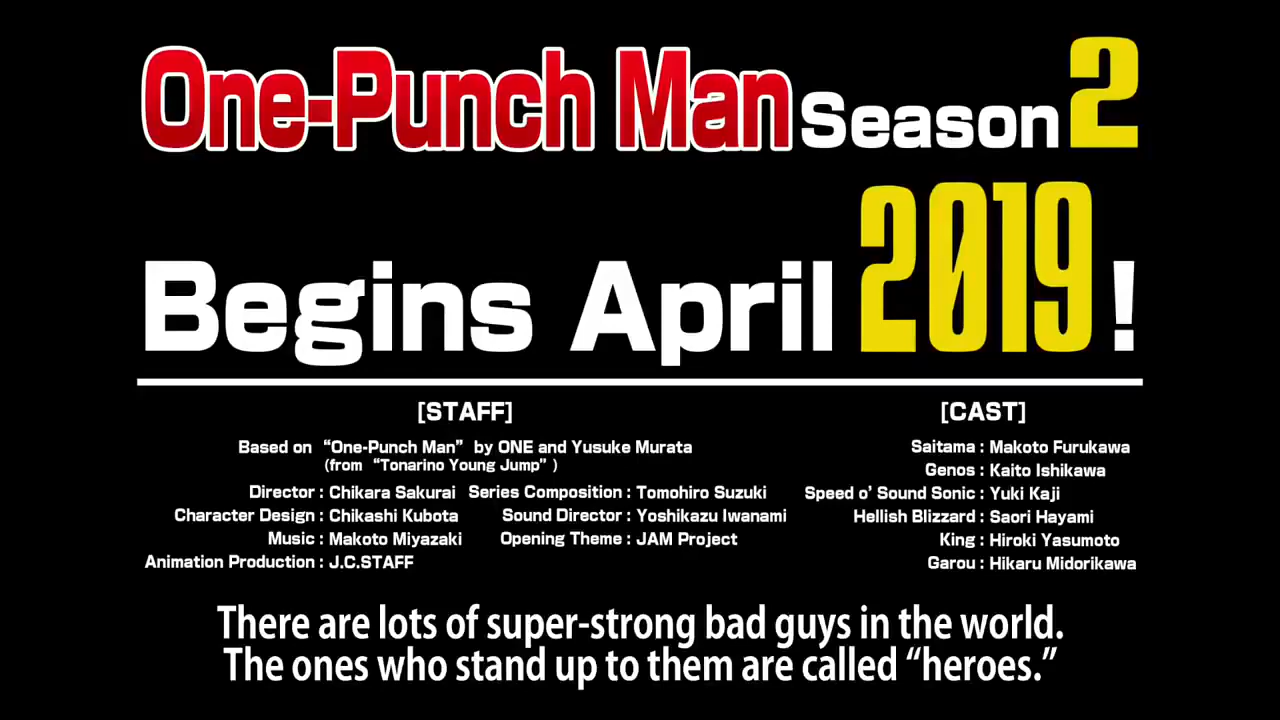 One-Punch Man Season 2
Begins April 2019!
[STAFF]
Based on “One-Punch Man” by ONE and Yusuke Murata
(from “Tonarino Young Jump”)
Director : Chikara Sakurai Series Composition : Tomohiro Suzuki
Character Design : Chikashi Kubota Sound Director : Yoshikazu Iwanami
Music : Makoto Miyazaki Opening Theme : JAM Project
Animation Production : J.C.STAFF
[CAST]
Saitama : Makoto Furukawa
Genos : Kaito Ishikawa
Speed o’ Sound Sonic : Yuki Kaji
Hellish Blizzard : Saori Hayami
King : Hiroki Yasumoto
Garou : Hikaru Midorikawa
There are lots of super-strong bad guys in the world.
The ones who stand up to them are called “heroes.”